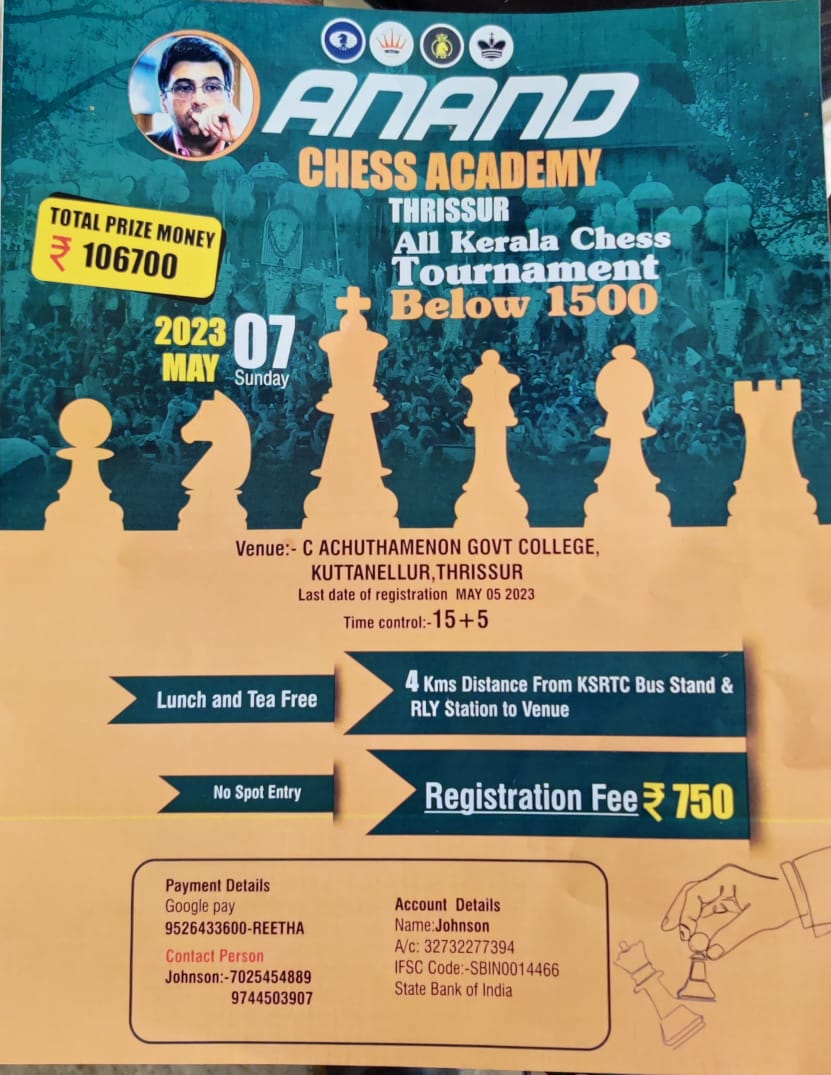 ANAND
CHESS ACADEMY
THRISSUR
All Kerala Chess
Tournament
Below 1500
TOTAL PRIZE MONEY
₹ 106700
2023
MAY
07
Sunday
Venue:- C ACHUTHAMENON GOVT COLLEGE,
KUTTANELLUR,THRISSUR
Last date of registration MAY 05 2023
Time control:-15+5
Lunch and Tea Free
4 Kms Distance From KSRTC Bus Stand &
RLY Station to Venue
No Spot Entry
Registration Fee ₹ 750
Payment Details
Google pay
9526433600-REETHA
Contact Person
Johnson:-7025454889
9744503907
Account Details
Name:Johnson
A/c: 32732277394
IFSC Code:-SBIN0014466
State Bank of India